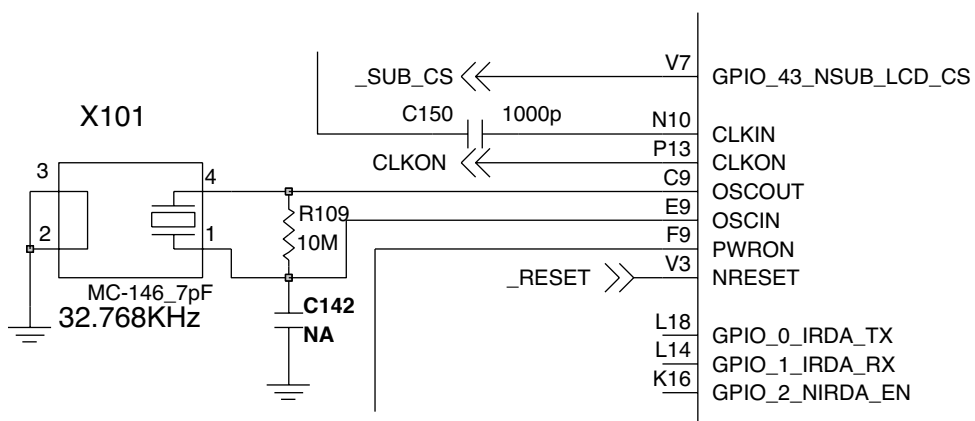 V7
_SUB_CS
GPIO_43_NSUB_LCD_CS
C150 1000p
N10
X101
CLKIN
P13
CLKON
CLKON
3
4
C9
OSCOUT
R109
E9
OSCIN
2
1
10M
F9
PWRON
V3
_RESET
NRESET
MC-146_7pF
32.768KHz
C142
NA
L18
GPIO_0_IRDA_TX
L14
GPIO_1_IRDA_RX
K16
GPIO_2_NIRDA_EN